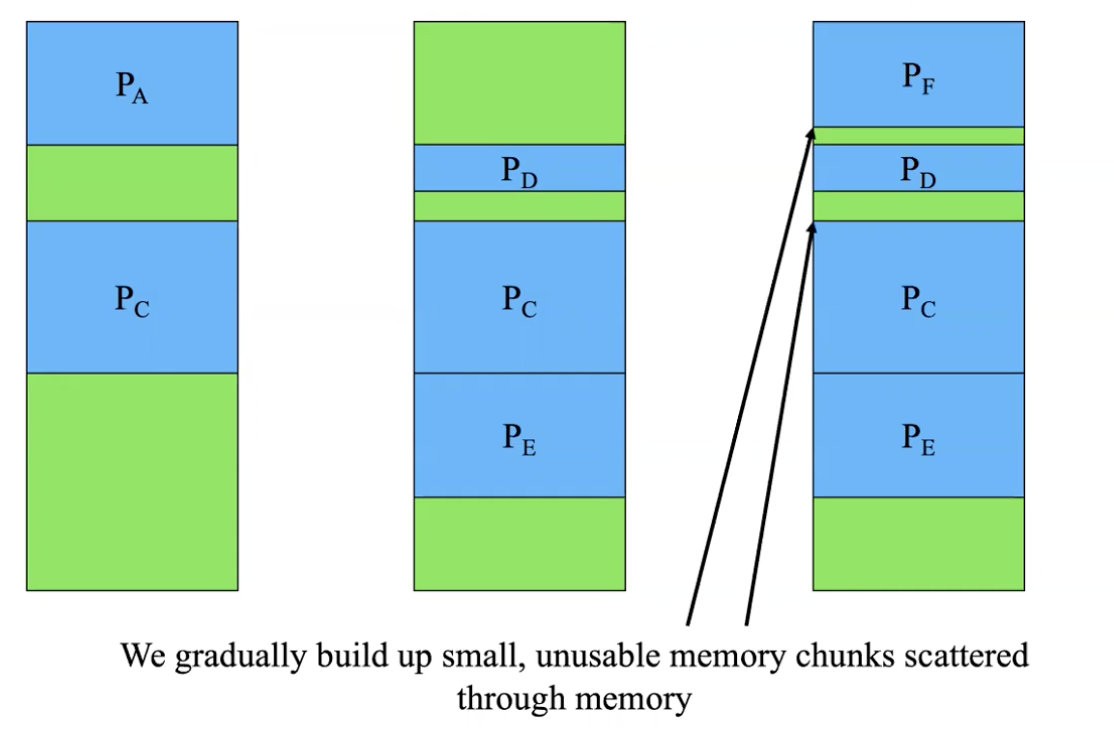 P_A
P_C
P_D
P_C
P_E
P_F
P_D
P_C
P_E
We gradually build up small, unusable memory chunks scattered
through memory